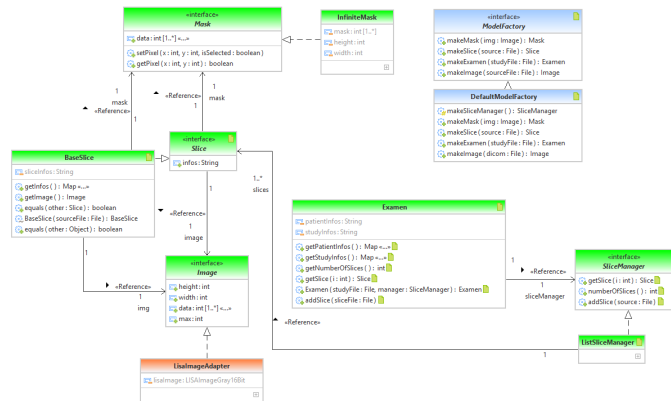 «interface»
Mask
data: int [1..*] «...»
setPixel (x : int, y : int, isSelected : boolean)
getPixel (x : int, y : int) : boolean
InfiniteMask
mask : int [1..*]
height: int
width: int
«interface»
ModelFactory
makeMask (img : Image) : Mask
makeSlice (source : File) : Slice
makeExamen (studyFile : File) : Examen
makeImage (sourceFile : File) : Image
DefaultModelFactory
makeSliceManager ( ) : SliceManager
makeMask (img : Image) : Mask
makeSlice (source : File) : Slice
makeExamen (studyFile : File) : Examen
makeImage (dicom : File) : Image
1
mask
«Reference»
1
1
mask
«Reference»
1
BaseSlice
sliceInfos : String
getInfos ( ) : Map «...»
getImage ( ) : Image
equals (other : Slice) : boolean
BaseSlice (sourceFile : File) : BaseSlice
equals (other : Object) : boolean
«interface»
Slice
infos : String
1..*
slices
1
«Reference»
1
image
Examen
patientInfos : String
studyInfos : String
getPatientInfos ( ) : Map «...»
getStudyInfos ( ) : Map «...»
getNumberOfSlices ( ) : int
getSlice (i : int) : Slice
Examen (studyFile : File, manager : SliceManager) : Examen
addSlice (sliceFile : File)
1
«Reference»
1
sliceManager
«interface»
SliceManager
getSlice (i : int) : Slice
numberOfSlices ( ) : int
addSlice (source : File)
1
«Reference»
1
img
«interface»
Image
height: int
width: int
data: int [1..*] «...»
max: int
«Reference»
1
ListSliceManager
LisaImageAdapter
lisaImage : LISAImageGray16Bit